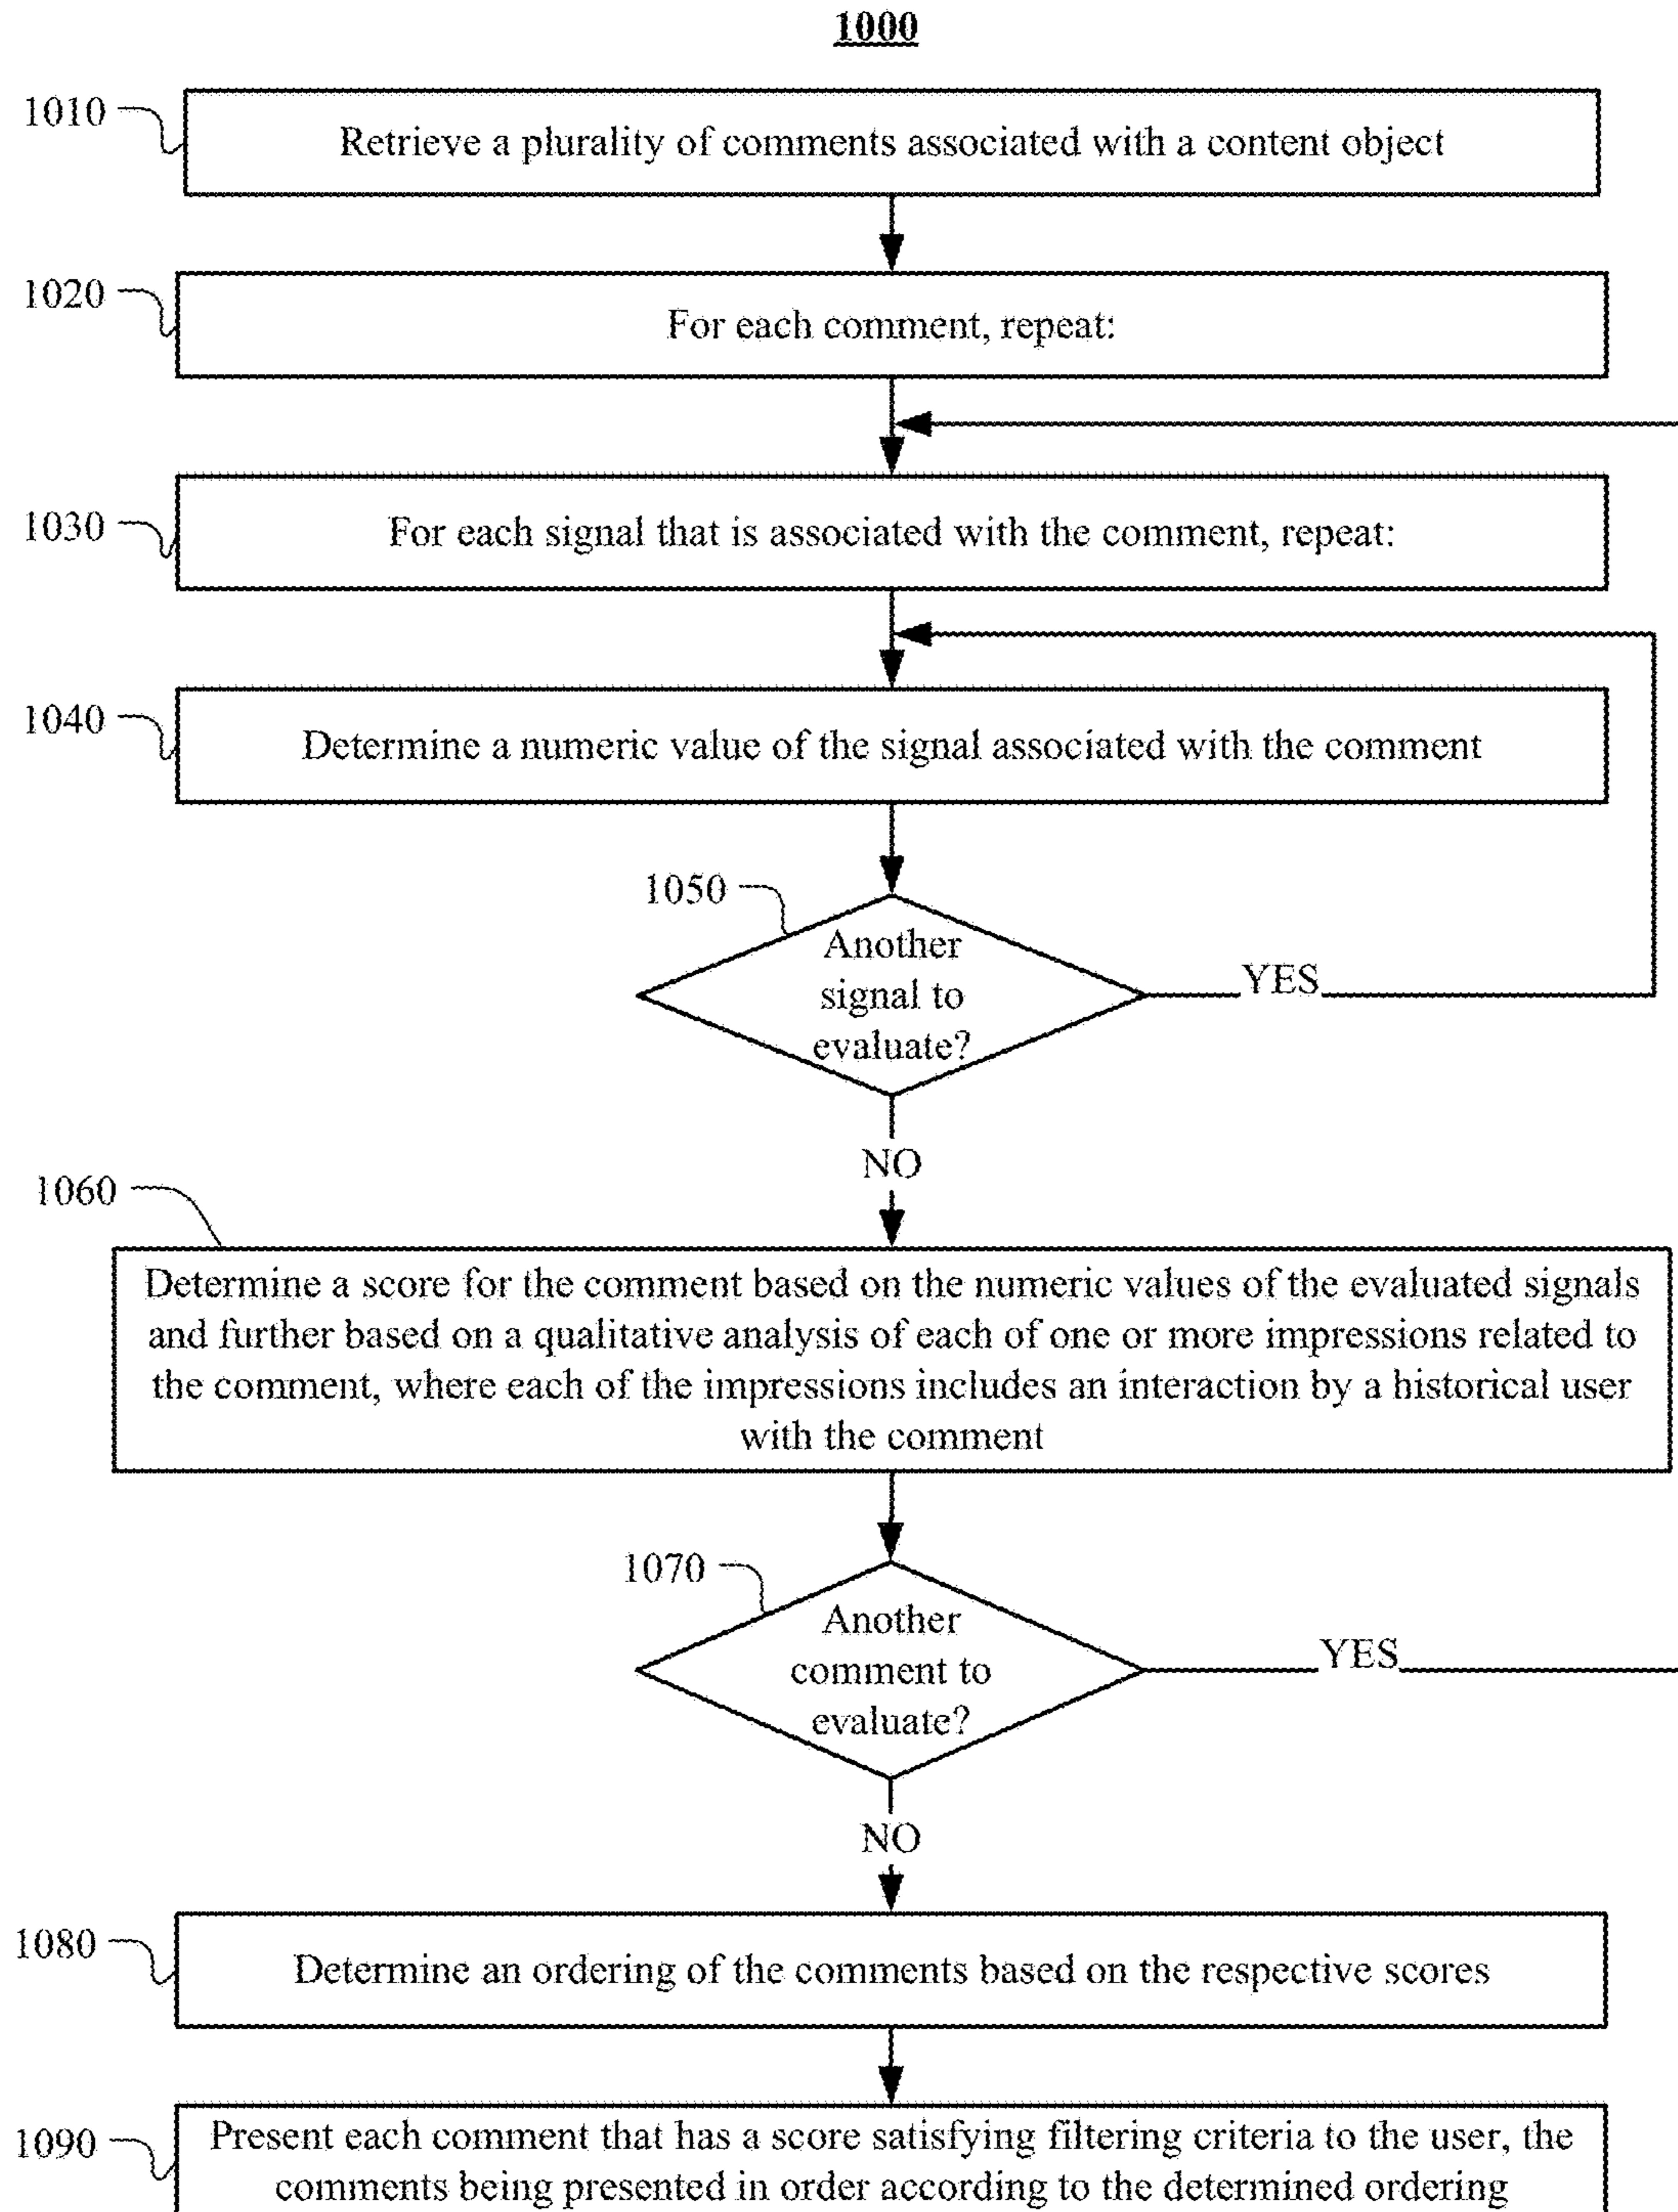 1000
1010
Retrieve a plurality of comments associated with a content object
1020
For each comment, repeat:
1030
For each signal that is associated with the comment, repeat:
1040
Determine a numeric value of the signal associated with the comment
1050
Another
signal to
evaluate?
YES
NO
1060
Determine a score for the comment based on the numeric values of the evaluated signals
and further based on a qualitative analysis of each of one or more impressions related to
the comment, where each of the impressions includes an interaction by a historical user
with the comment
1070
Another
comment to
evaluate?
YES
NO
1080
Determine an ordering of the comments based on the respective scores
1090
Present each comment that has a score satisfying filtering criteria to the user, the
comments being presented in order according to the determined ordering